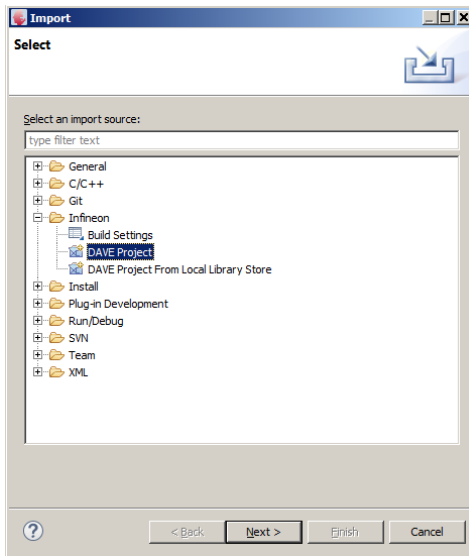 Import
Select
Select an import source:
type filter text
General
C/C++
Git
Infineon
Build Settings
DAVE Project
DAVE Project From Local Library Store
Install
Plug-in Development
Run/Debug
SVN
Team
XML
< Back Next > Finish Cancel